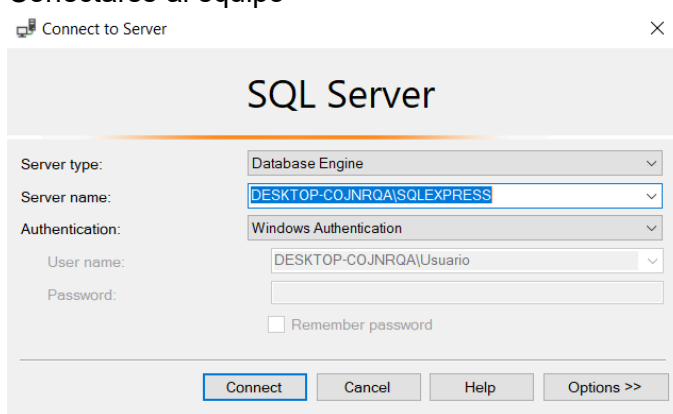 Connect to Server
SQL Server
Server type: Database Engine
Server name: DESKTOP-COJNRQA\SQLEXPRESS
Authentication: Windows Authentication
User name: DESKTOP-COJNRQA\Usuario
Password:
Remember password
Connect Cancel Help Options >>